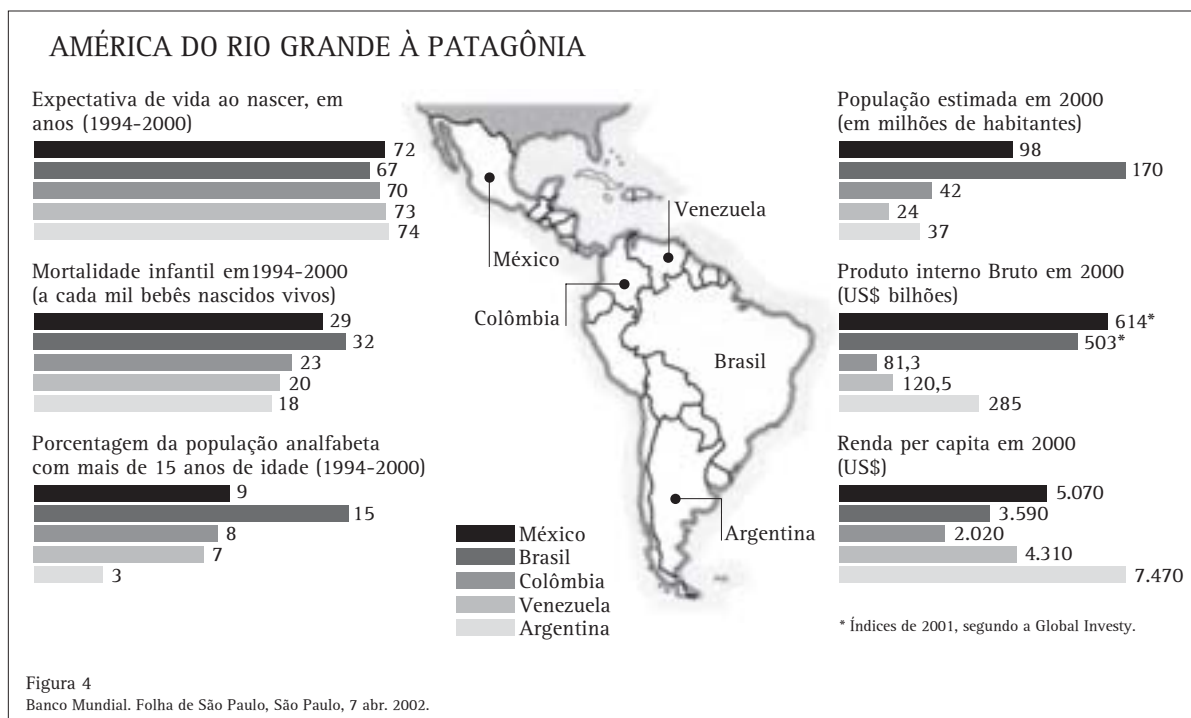 AMÉRICA DO RIO GRANDE À PATAGÔNIA
Expectativa de vida ao nascer, em
anos (1994-2000)
72
67
70
73
74
Mortalidade infantil em1994-2000
(a cada mil bebês nascidos vivos)
29
32
23
20
18
Porcentagem da população analfabeta
com mais de 15 anos de idade (1994-2000)
9
15
8
7
3
México
Venezuela
Colômbia
Brasil
Argentina
México
Brasil
Colômbia
Venezuela
Argentina
População estimada em 2000
(em milhões de habitantes)
98
170
42
24
37
Produto interno Bruto em 2000
(US$ bilhões)
614*
503*
81,3
120,5
285
Renda per capita em 2000
(US$)
5.070
3.590
2.020
4.310
7.470
* Índices de 2001, segundo a Global Investy.
Figura 4
Banco Mundial. Folha de São Paulo, São Paulo, 7 abr. 2002.